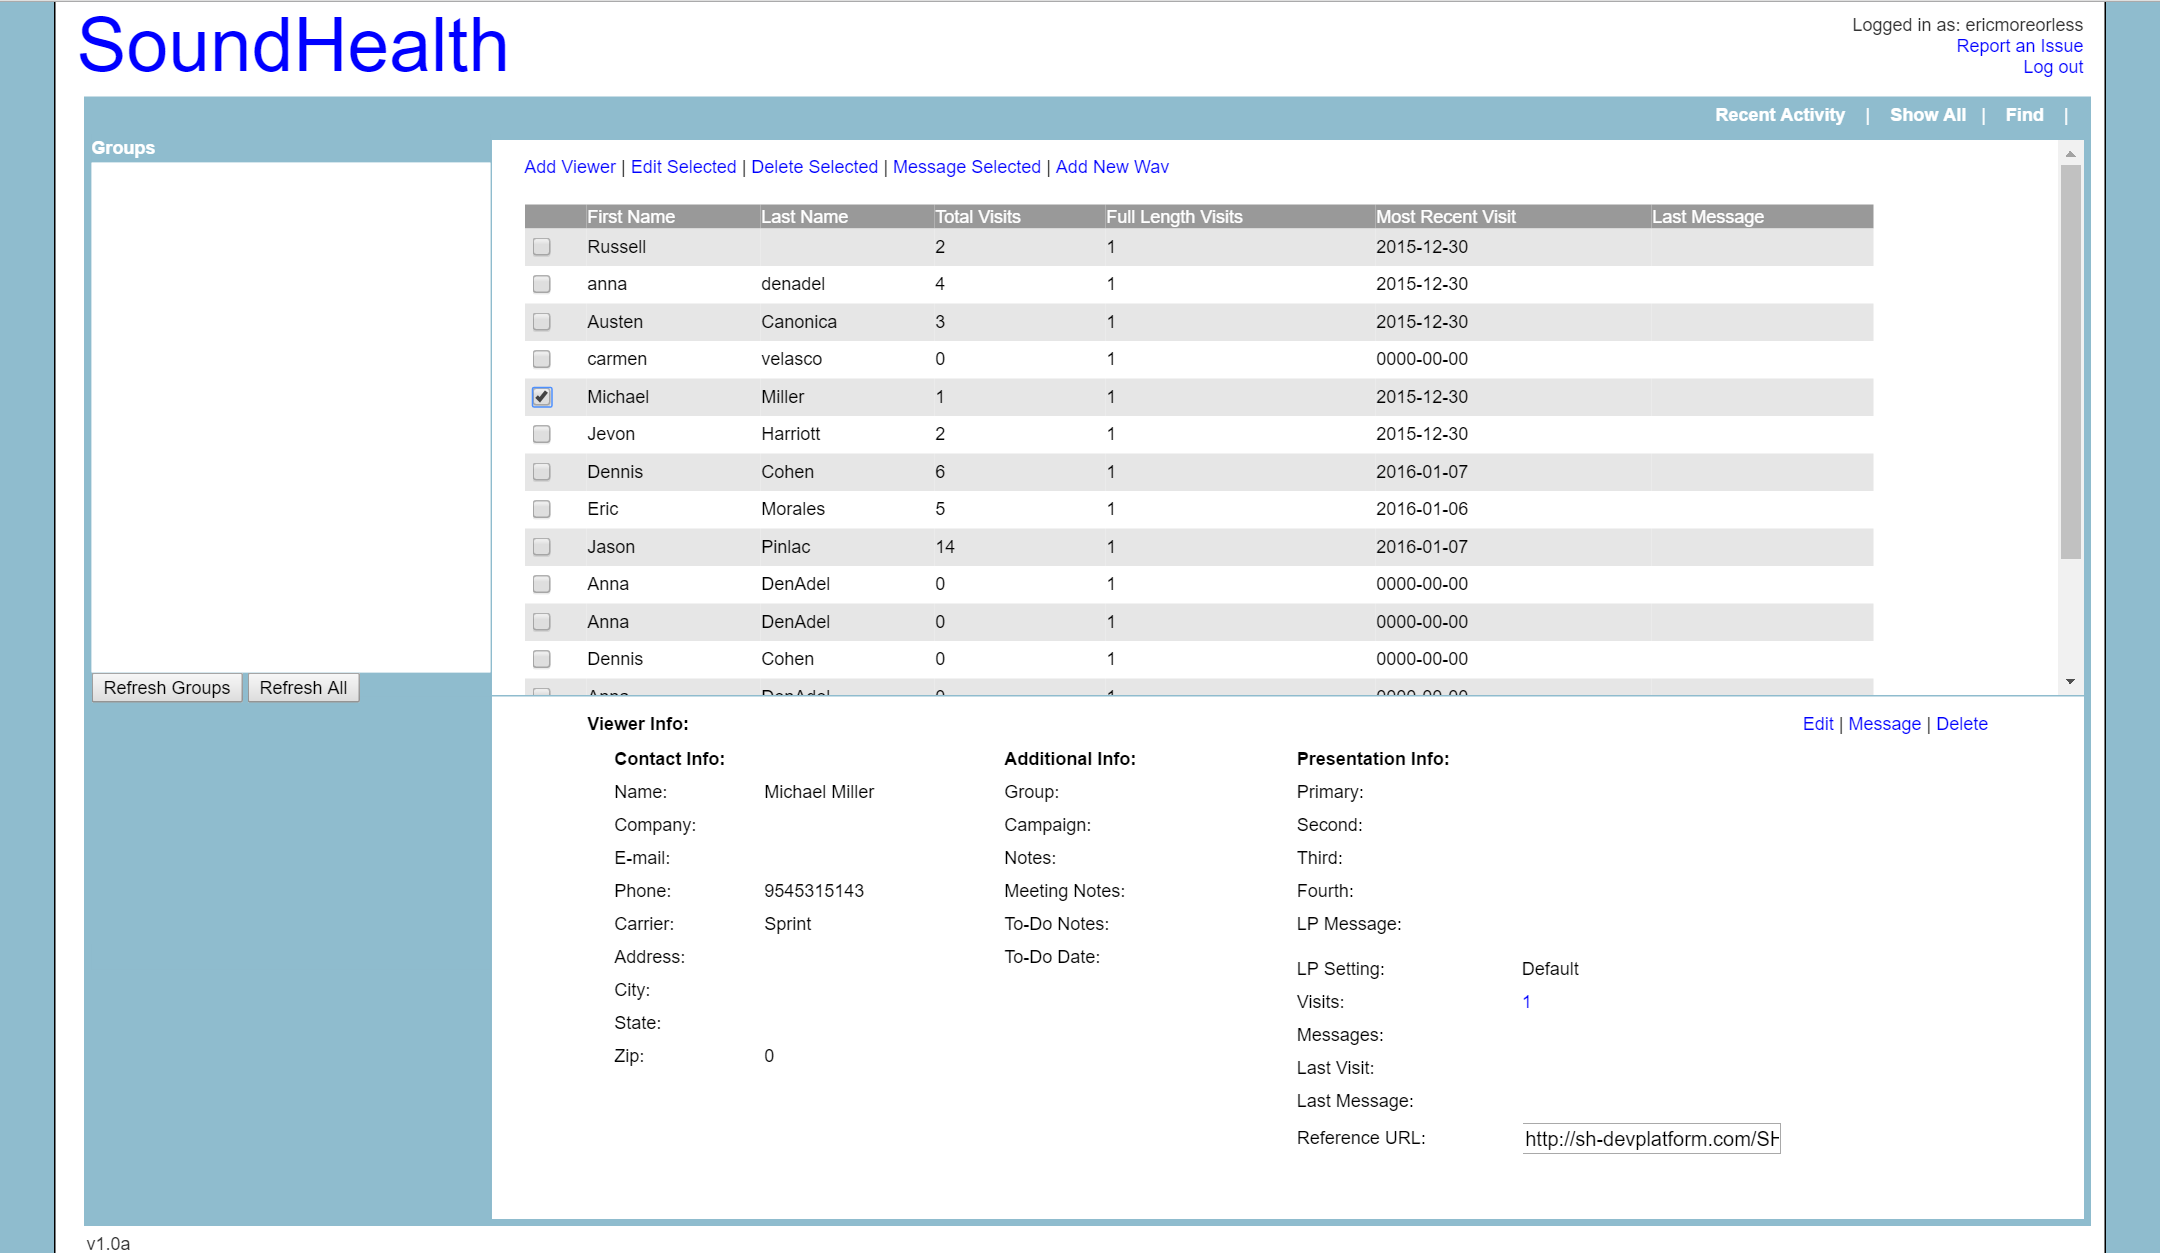 SoundHealth
Logged in as: ericmoreorless
Report an Issue
Log out
Recent Activity | Show All | Find |
Groups
Add Viewer | Edit Selected | Delete Selected | Message Selected | Add New Wav
First Name Last Name Total Visits Full Length Visits Most Recent Visit Last Message
Russell 2 1 2015-12-30
anna denadel 4 1 2015-12-30
Austen Canonica 3 1 2015-12-30
carmen velasco 0 1 0000-00-00
Michael Miller 1 1 2015-12-30
Jevon Harriott 2 1 2015-12-30
Dennis Cohen 6 1 2016-01-07
Eric Morales 5 1 2016-01-06
Jason Pinlac 14 1 2016-01-07
Anna DenAdel 0 1 0000-00-00
Anna DenAdel 0 1 0000-00-00
Dennis Cohen 0 1 0000-00-00
Anna DenAdel 0 1 0000-00-00
Refresh Groups Refresh All
Viewer Info:
Edit | Message | Delete
Contact Info:
Name: Michael Miller
Company:
E-mail:
Phone: 9545315143
Carrier: Sprint
Address:
City:
State:
Zip: 0
Additional Info:
Group:
Campaign:
Notes:
Meeting Notes:
To-Do Notes:
To-Do Date:
Presentation Info:
Primary:
Second:
Third:
Fourth:
LP Message:
LP Setting: Default
Visits: 1
Messages:
Last Visit:
Last Message:
Reference URL: http://sh-devplatform.com/SH
v1.0a